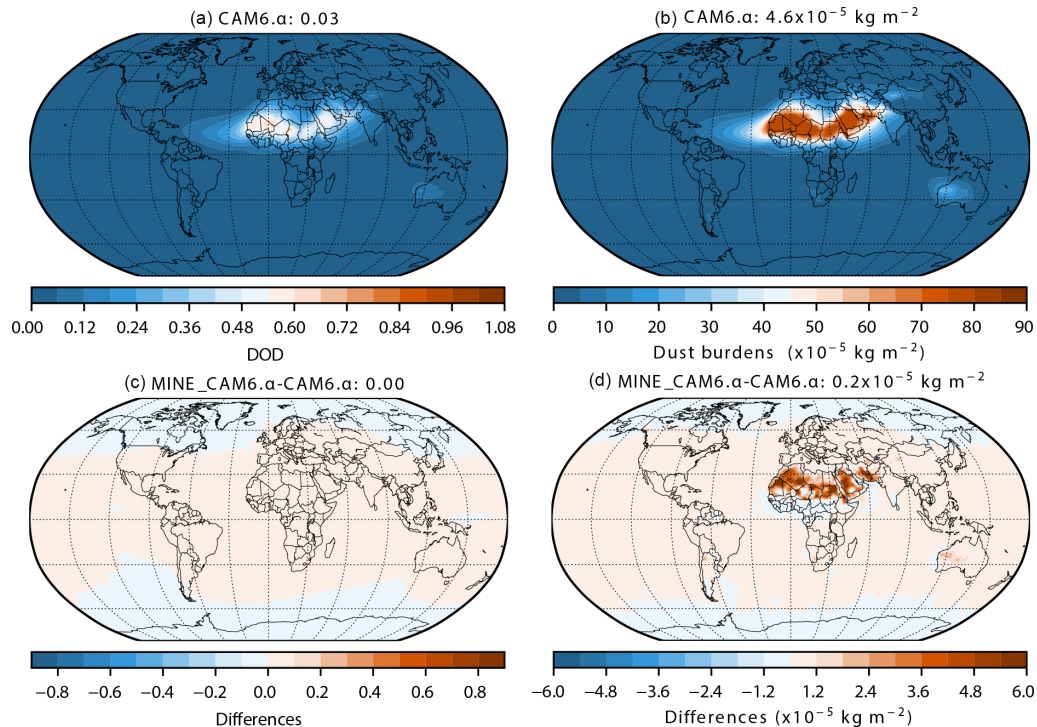 (a) CAM6.α: 0.03
(b) CAM6.α: 4.6x10⁻⁵ kg m⁻²
0.00 0.12 0.24 0.36 0.48 0.60 0.72 0.84 0.96 1.08
DOD
0 10 20 30 40 50 60 70 80 90
Dust burdens (x10⁻⁵ kg m⁻²)
(c) MINE_CAM6.α-CAM6.α: 0.00
(d) MINE_CAM6.α-CAM6.α: 0.2x10⁻⁵ kg m⁻²
−0.8 −0.6 −0.4 −0.2 0.0 0.2 0.4 0.6 0.8
Differences
−6.0 −4.8 −3.6 −2.4 −1.2 0.0 1.2 2.4 3.6 4.8 6.0
Differences (x10⁻⁵ kg m⁻²)